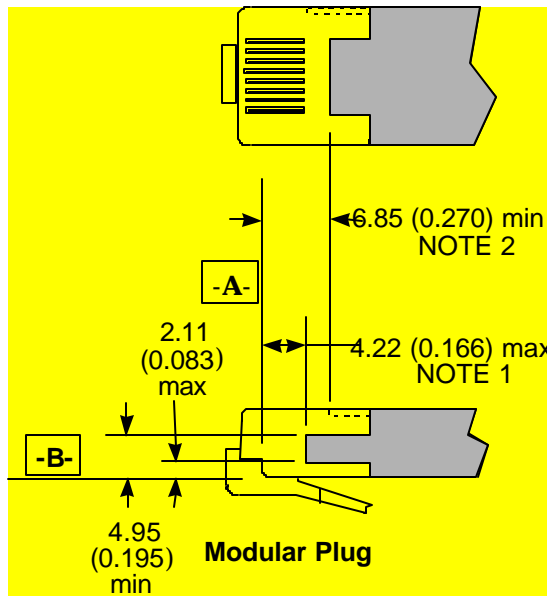 6.85 (0.270) min
NOTE 2
-A-
2.11
(0.083)
max
4.22 (0.166) max
NOTE 1
-B-
4.95
(0.195)
min
Modular Plug